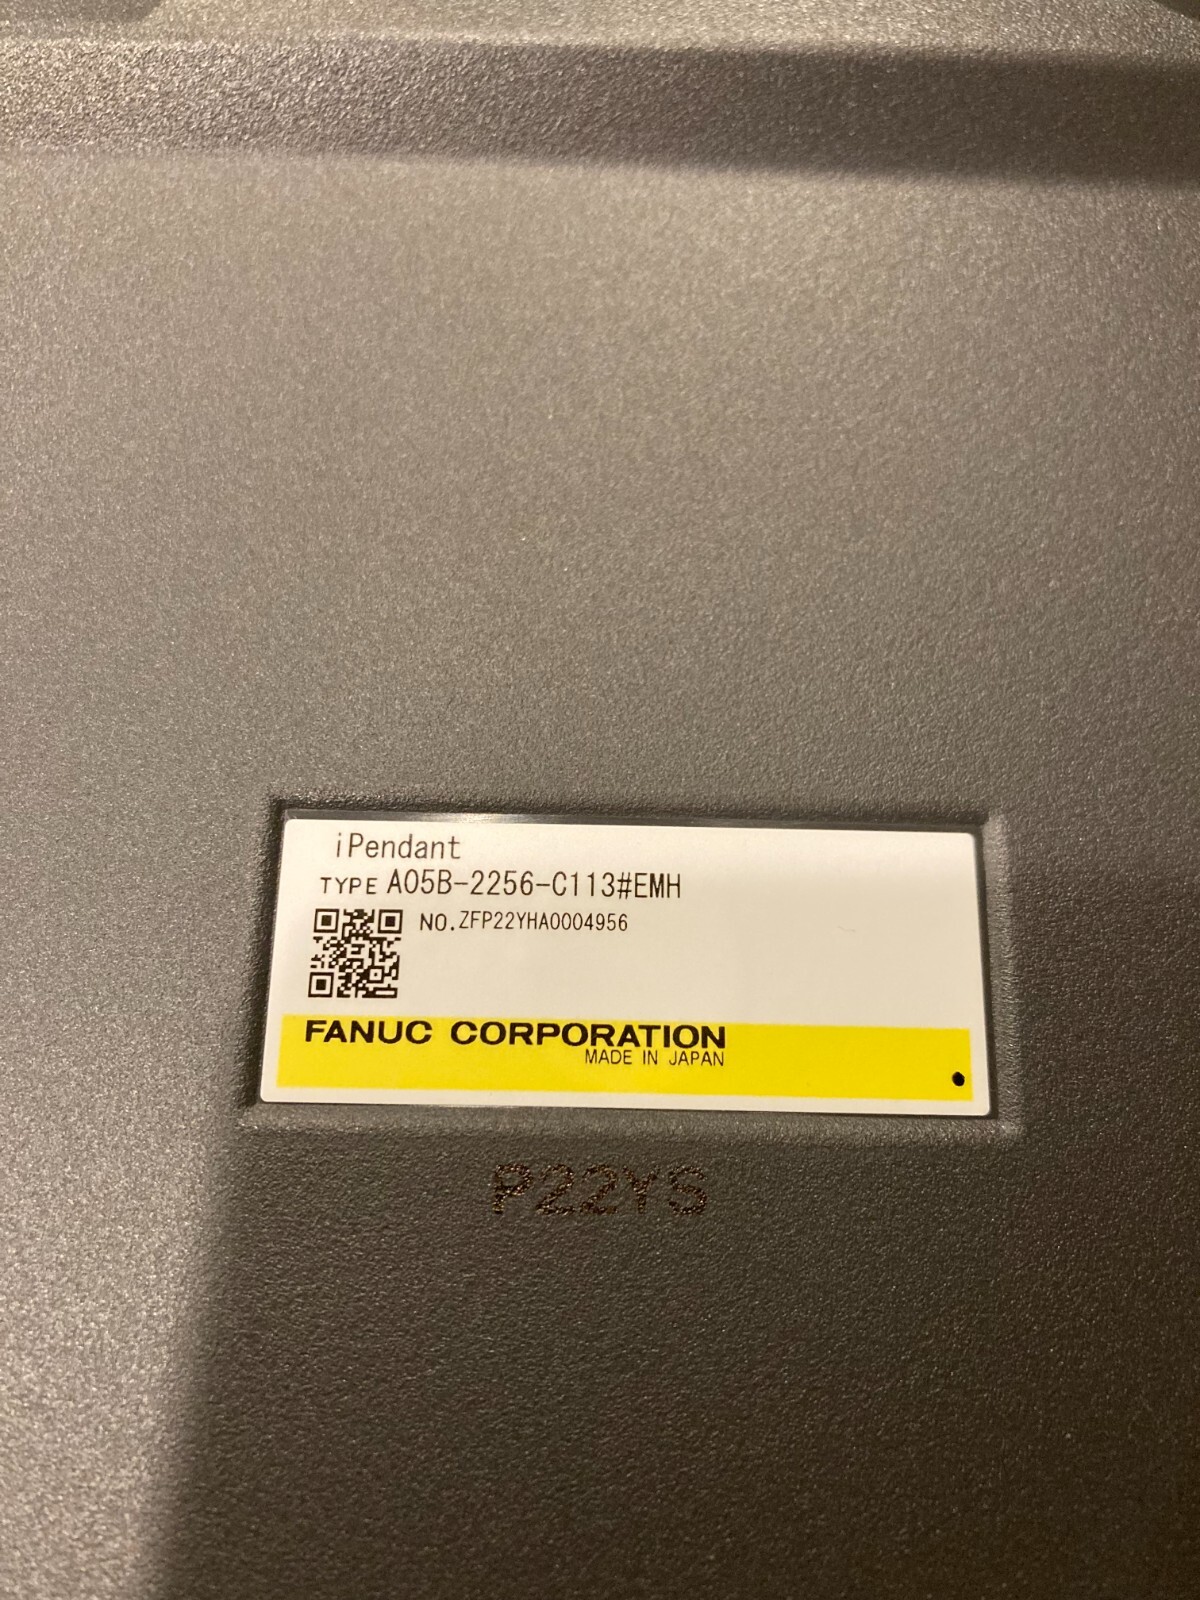 iPendant
TYPE A05B-2256-C113#EMH
NO.ZFP22YHA0004956
FANUC CORPORATION
MADE IN JAPAN
P22YS